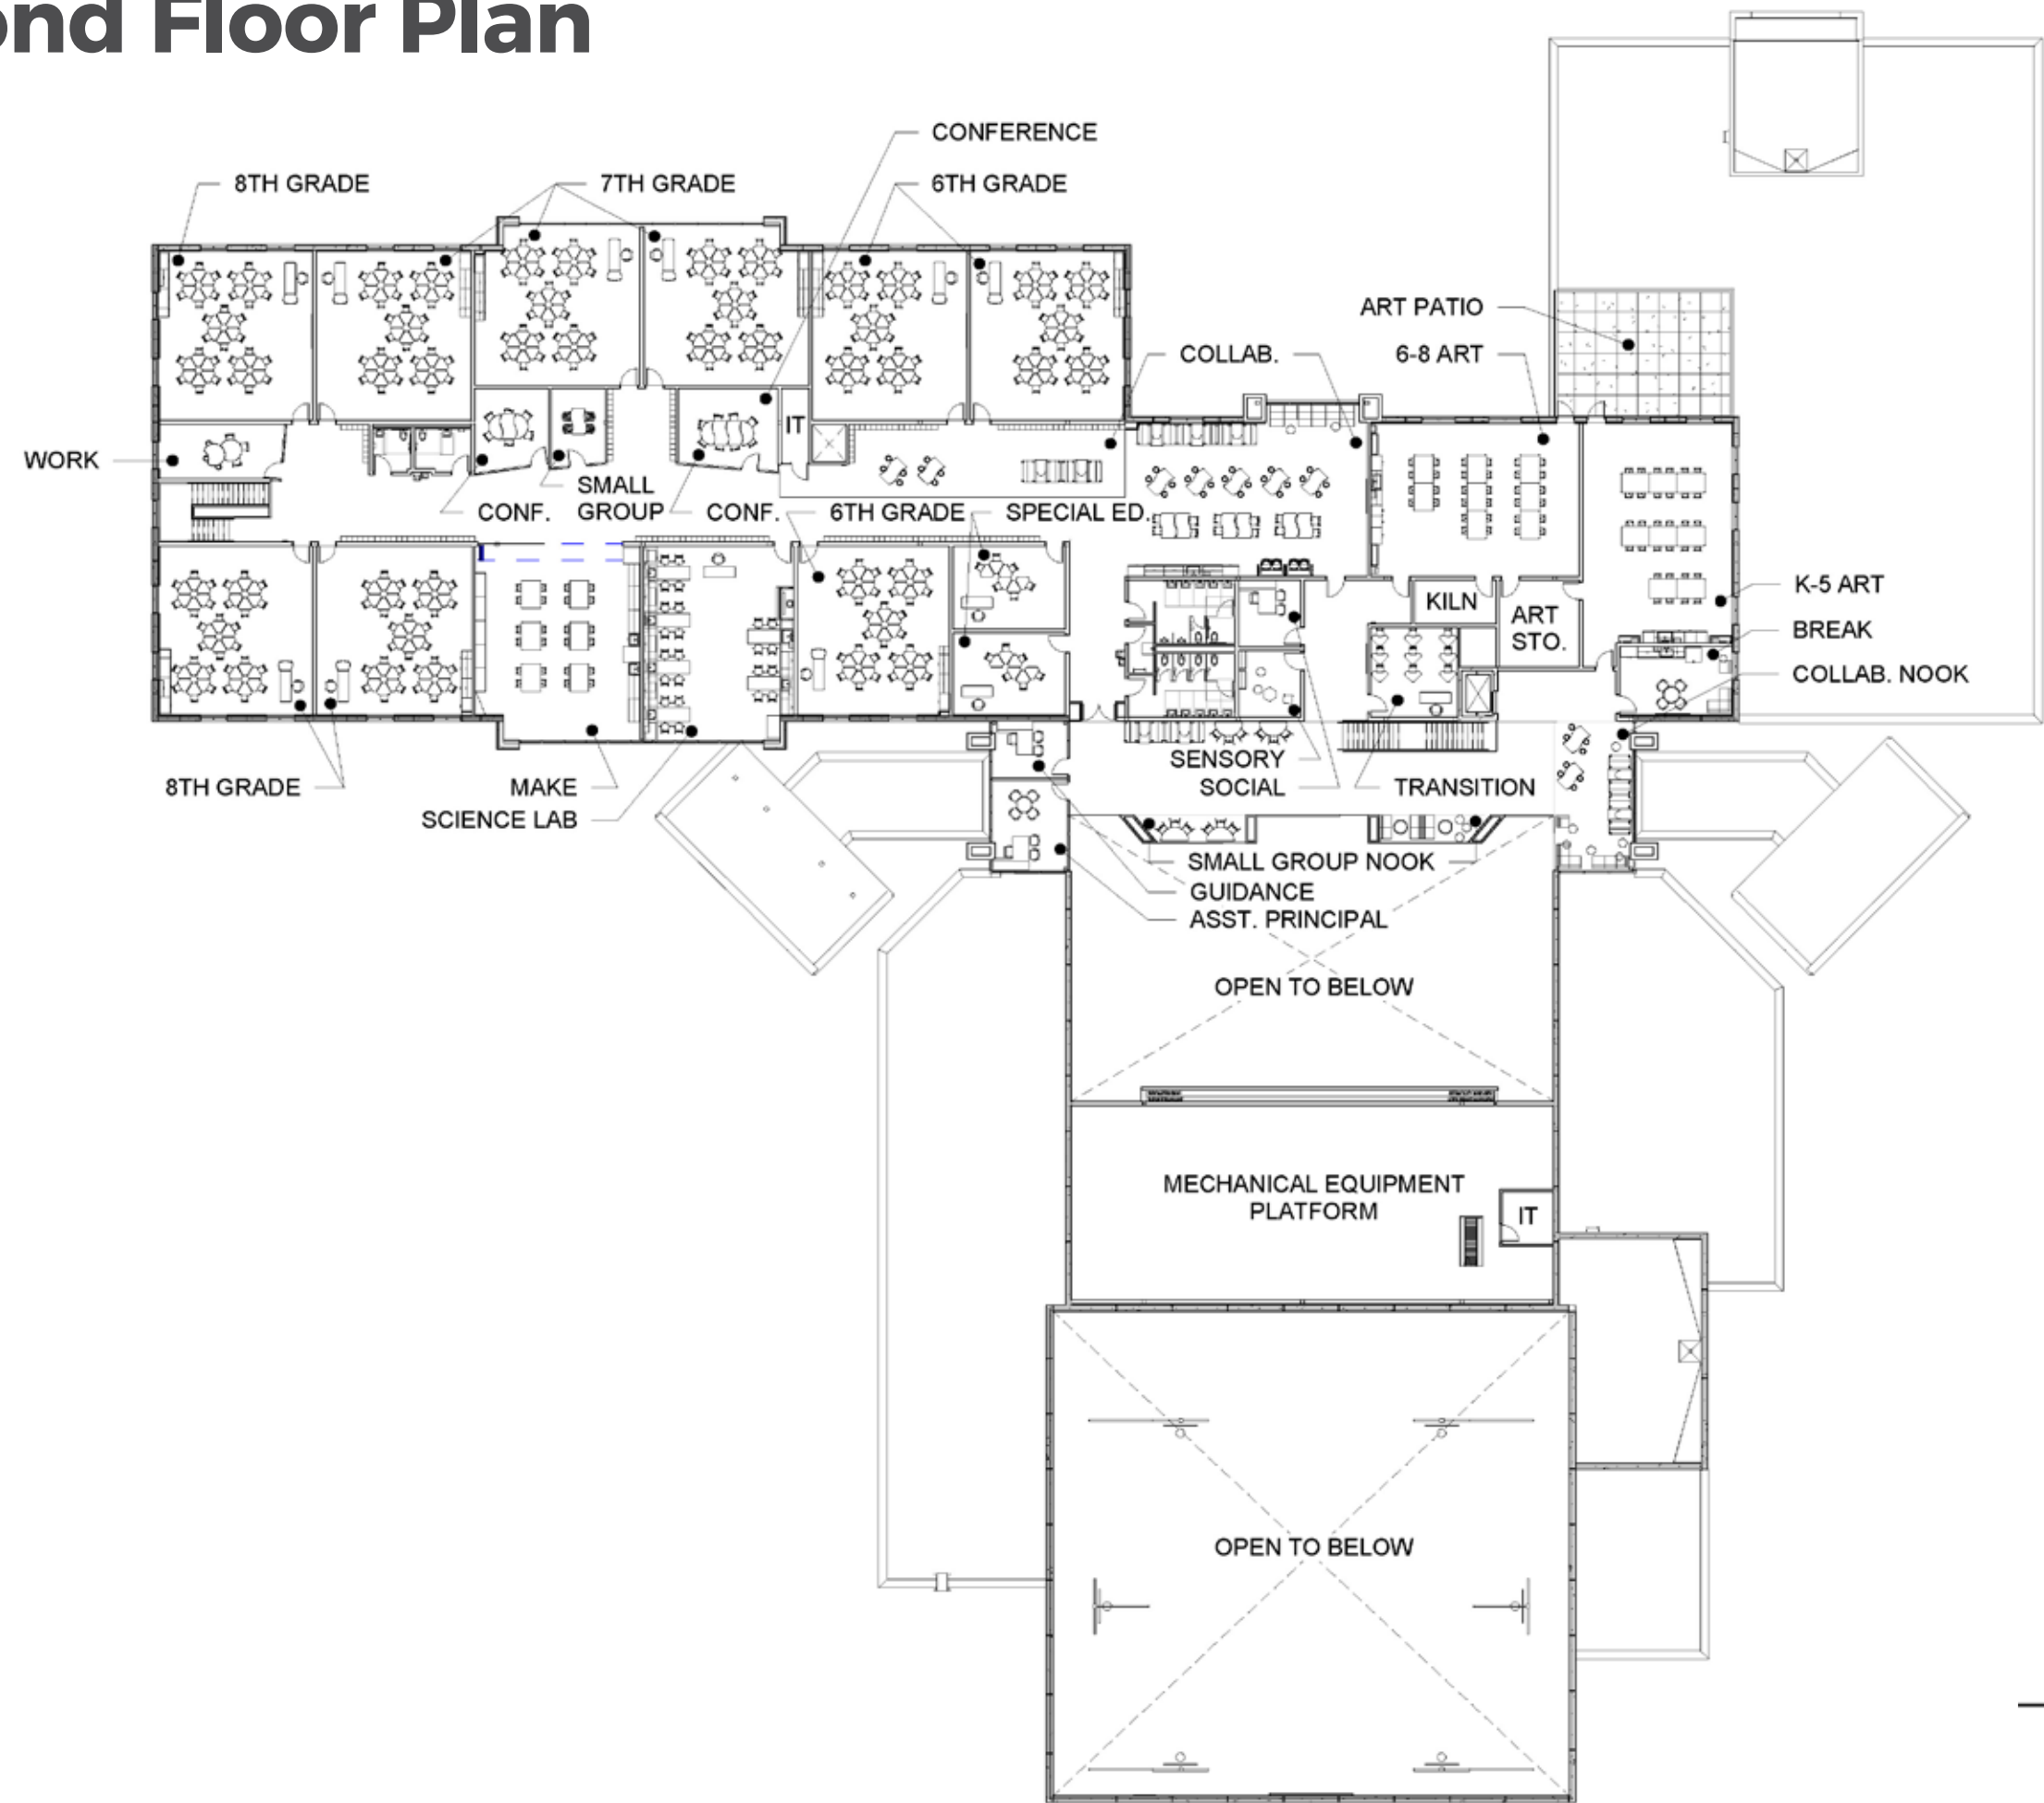 ond Floor Plan
CONFERENCE
8TH GRADE
7TH GRADE
6TH GRADE
ART PATIO
COLLAB.
6-8 ART
IT
WORK
SMALL
GROUP
CONF.
CONF.
6TH GRADE
SPECIAL ED.
K-5 ART
KILN
ART
STO.
BREAK
COLLAB. NOOK
SENSORY
SOCIAL
TRANSITION
8TH GRADE
MAKE
SCIENCE LAB
SMALL GROUP NOOK
GUIDANCE
ASST. PRINCIPAL
OPEN TO BELOW
MECHANICAL EQUIPMENT
PLATFORM
IT
OPEN TO BELOW